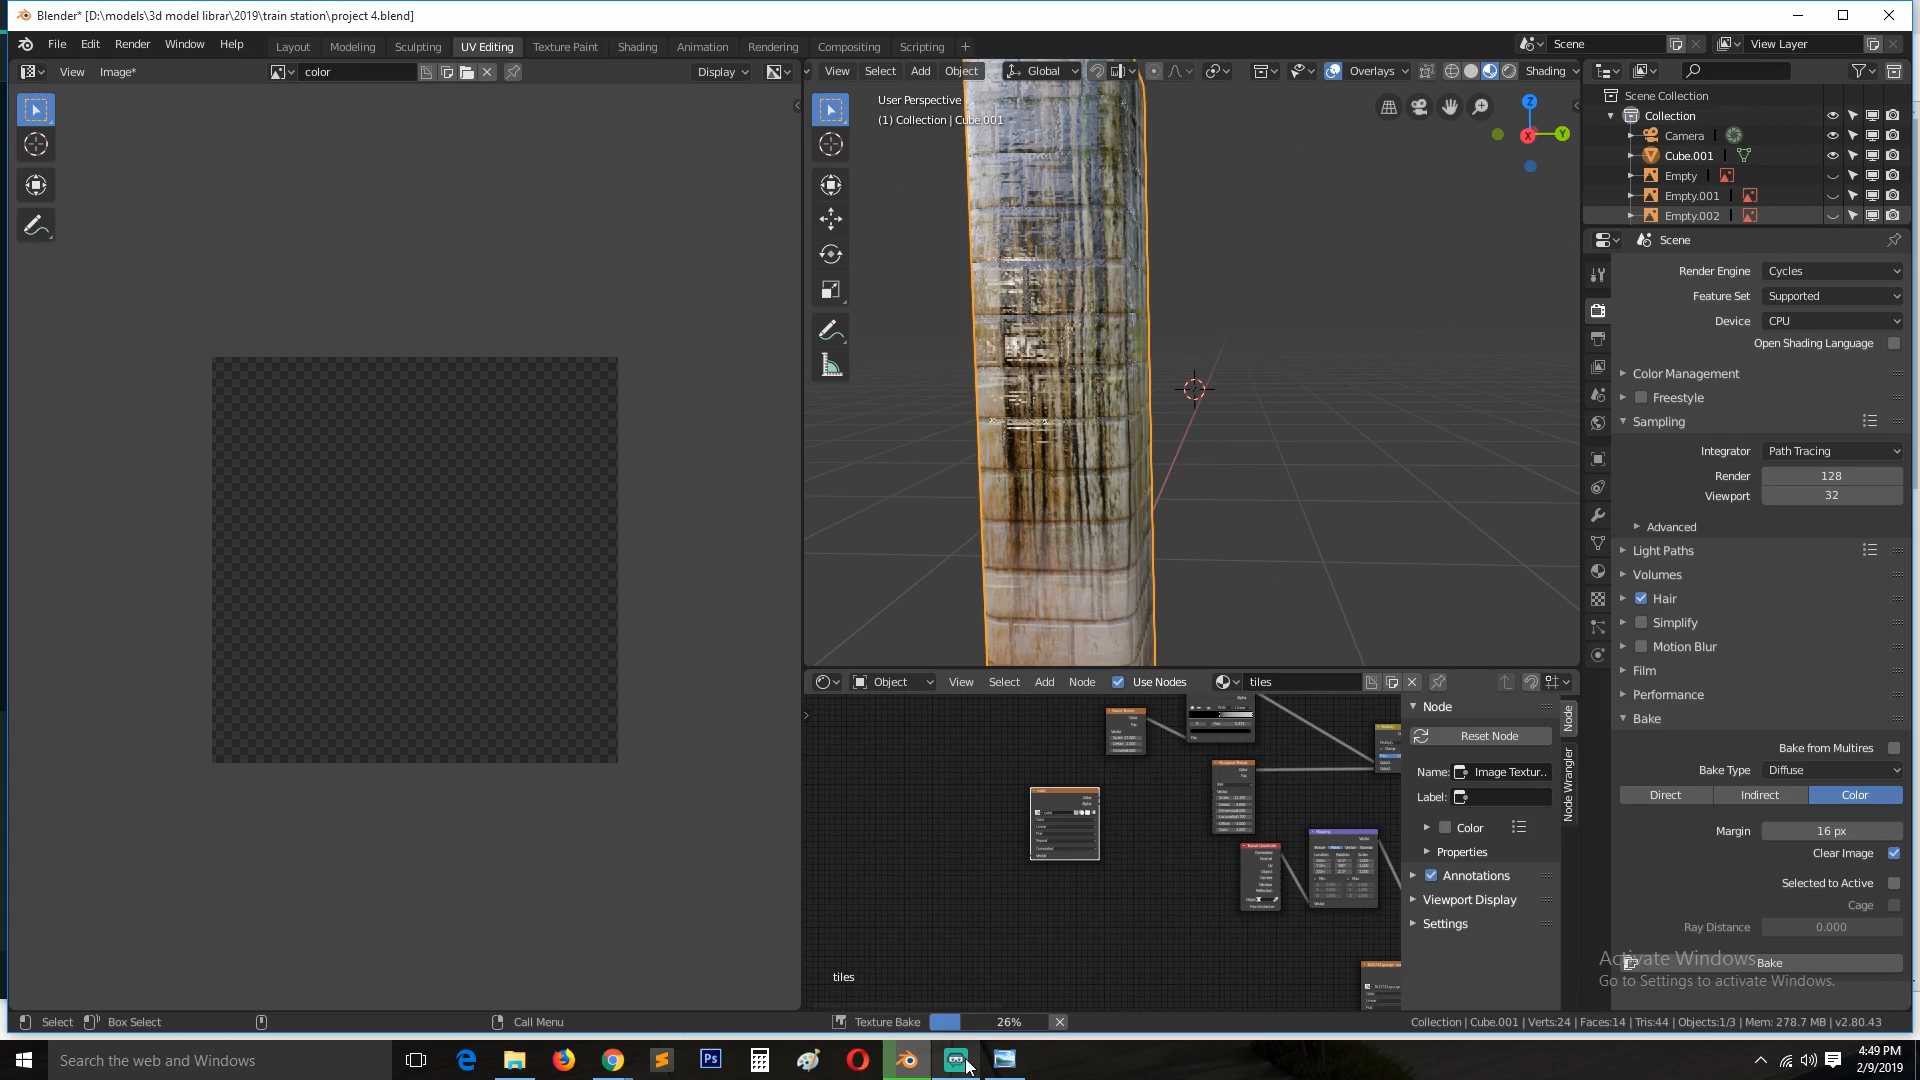 Blender* [D:\models\3d model librar\2019\train station\project 4.blend]
File Edit Render Window Help Layout Modeling Sculpting UV Editing Texture Paint Shading Animation Rendering Compositing Scripting + Scene View Layer
View Image* color Display View Select Add Object Global Overlays Shading
User Perspective
(1) Collection | Cube.001
Z
X
Y
Scene Collection
Collection
Camera
Cube.001
Empty
Empty.001
Empty.002
Scene
Render Engine Cycles
Feature Set Supported
Device CPU
Open Shading Language
Color Management
Freestyle
Sampling
Integrator Path Tracing
Render 128
Viewport 32
Advanced
Light Paths
Volumes
Hair
Simplify
Motion Blur
Film
Performance
Bake
Bake from Multires
Bake Type Diffuse
Direct Indirect Color
Margin 16 px
Clear Image
Selected to Active
Cage
Ray Distance 0.000
Bake
Activate Windows
Go to Settings to activate Windows.
Object View Select Add Node Use Nodes tiles
Node
Reset Node
Name: Image Textur..
Label:
Color
Properties
Annotations
Viewport Display
Settings
Node
Node Wrangler
tiles
Select Box Select Call Menu Texture Bake 26% Collection | Cube.001 | Verts:24 | Faces:14 | Tris:44 | Objects:1/3 | Mem: 278.7 MB | v2.80.43
Search the web and Windows
Ps
4:49 PM
2/9/2019